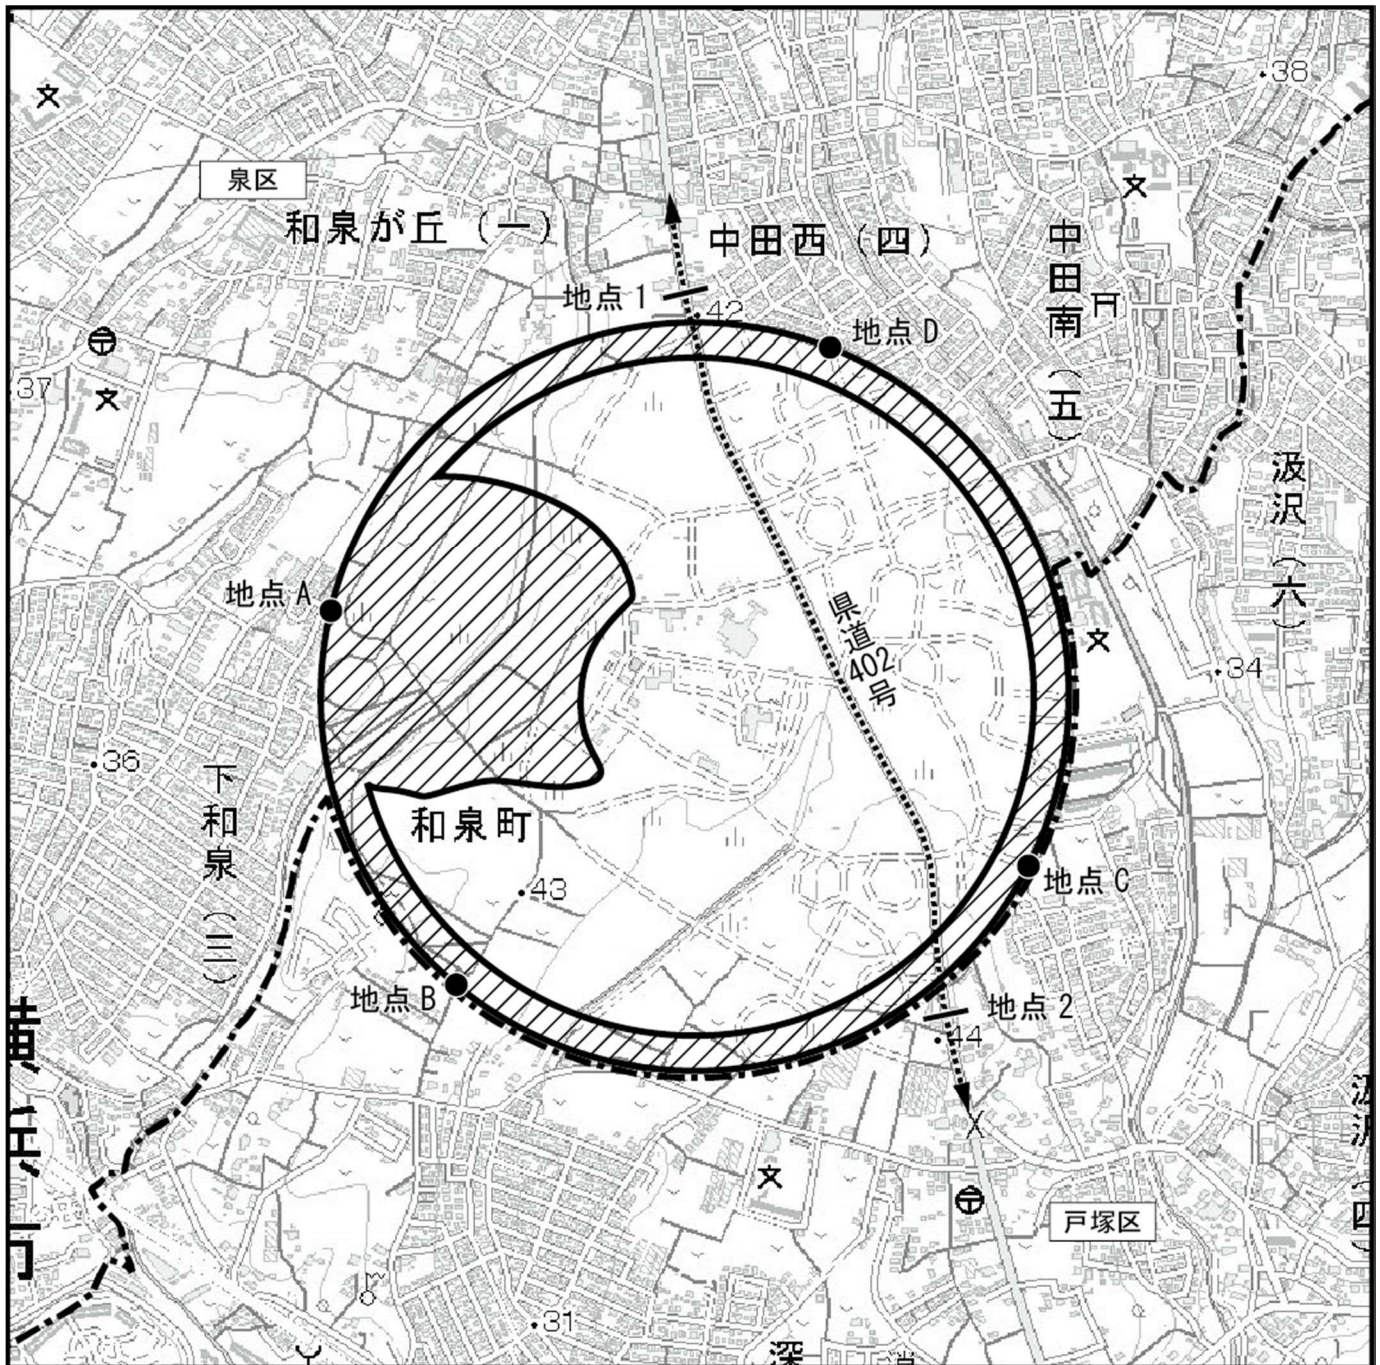 38
泉区
和泉が丘(一)
中田西(四)
中田南(五)
地点1
42
地点D
37
汲沢(六)
地点A
県道402号
34
36
下和泉(三)
和泉町
43
地点C
地点B
地点2
44
戸塚区
31
深